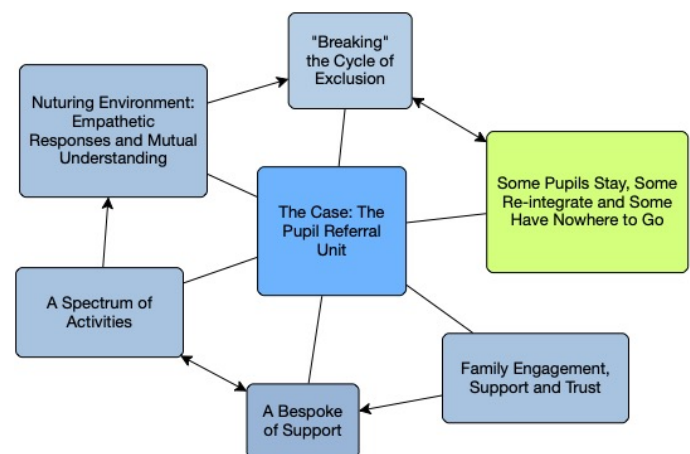 "Breaking"
the Cycle of
Exclusion
Nuturing Environment:
Empathetic
Responses and Mutual
Understanding
Some Pupils Stay, Some
Re-integrate and Some
Have Nowhere to Go
The Case: The
Pupil Referral
Unit
A Spectrum of
Activities
Family Engagement,
Support and Trust
A Bespoke
of Support